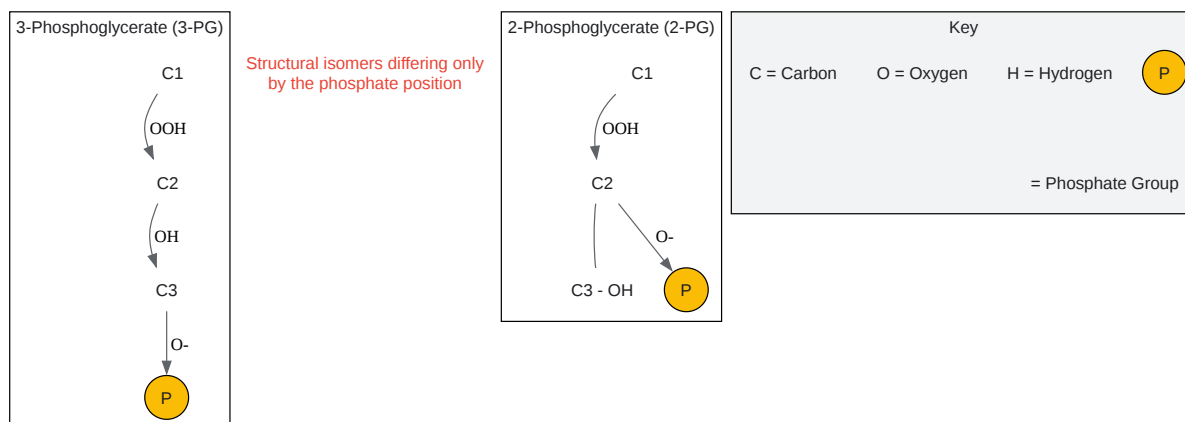 3-Phosphoglycerate (3-PG)
C1
OOH
C2
OH
C3
O-
P
Structural isomers differing only
by the phosphate position
2-Phosphoglycerate (2-PG)
C1
OOH
C2
O-
C3 - OH
P
Key
C = Carbon
O = Oxygen
H = Hydrogen
P
= Phosphate Group